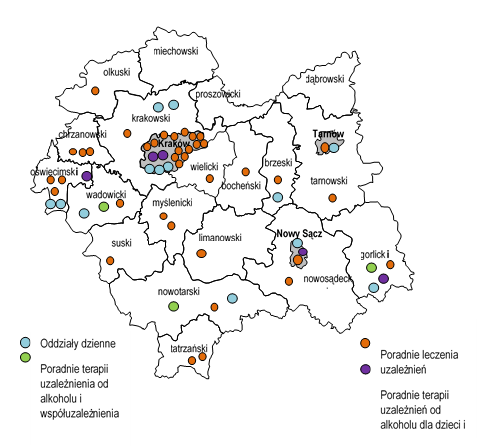 miechowski
olkuski
dąbrowski
proszowicki
krakowski
chrzanowski
Kraków
Tarnów
wielicki
brzeski
oświęcimski
bocheński
tarnowski
wadowicki
myślenicki
Nowy Sącz
suski
limanowski
gorlicki
nowosądecki
nowotarski
tatrzański
Oddziały dzienne
Poradnie terapii
uzależnienia od
alkoholu i
współuzależnienia
Poradnie leczenia
uzależnień
Poradnie terapii
uzależnień od
alkoholu dla dzieci i